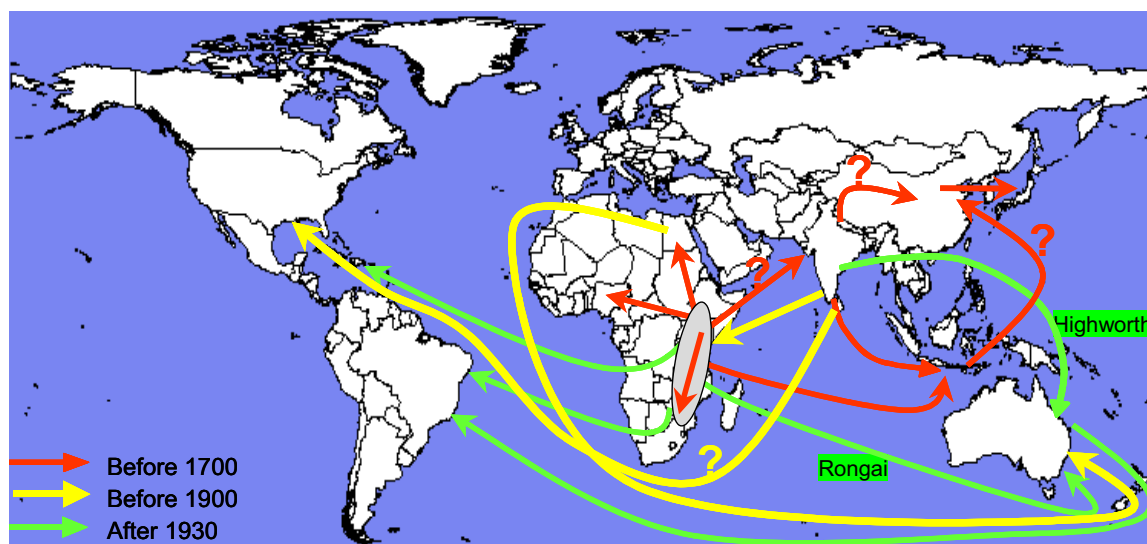 ?
?
?
Highworth
?
Rongai
Before 1700
Before 1900
After 1930